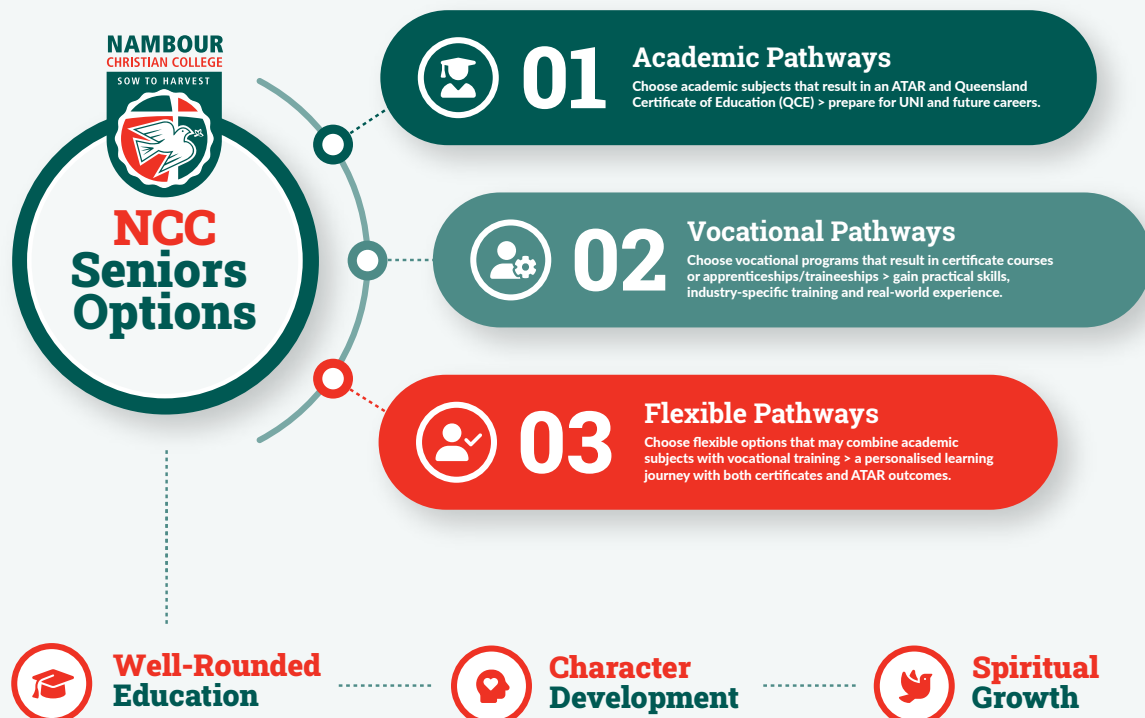 NAMBOUR
CHRISTIAN COLLEGE
SOW TO HARVEST
NCC
Seniors
Options
01
Academic Pathways
Choose academic subjects that result in an ATAR and Queensland
Certificate of Education (QCE) > prepare for UNI and future careers.
02
Vocational Pathways
Choose vocational programs that result in certificate courses
or apprenticeships/traineeships > gain practical skills,
industry-specific training and real-world experience.
03
Flexible Pathways
Choose flexible options that may combine academic
subjects with vocational training > a personalised learning
journey with both certificates and ATAR outcomes.
Well-Rounded
Education
Character
Development
Spiritual
Growth